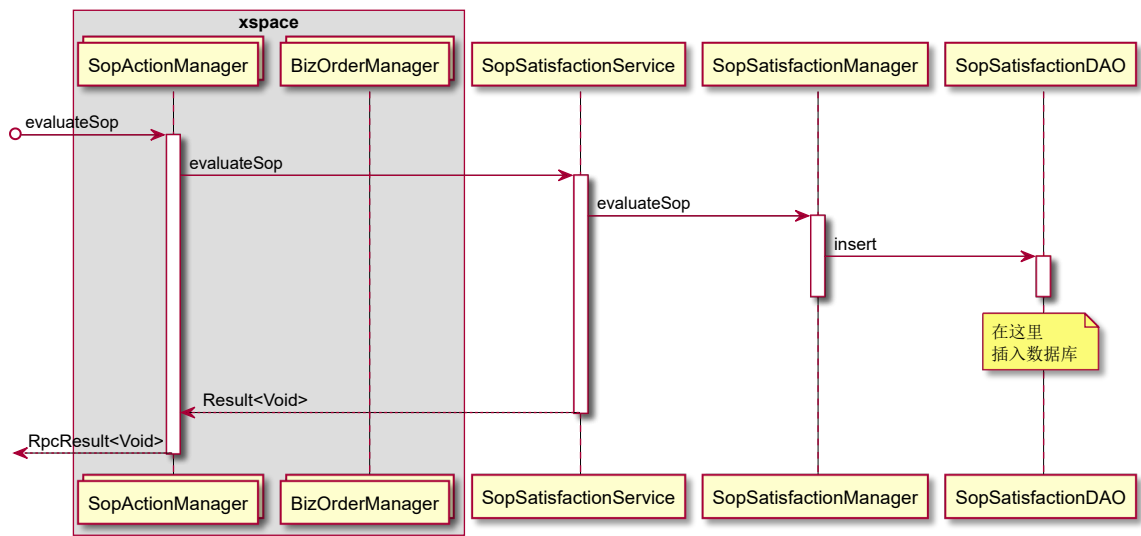 xspace
SopActionManager
BizOrderManager
SopSatisfactionService
SopSatisfactionManager
SopSatisfactionDAO
evaluateSop
evaluateSop
evaluateSop
insert
在这里
插入数据库
Result<Void>
RpcResult<Void>
SopActionManager
BizOrderManager
SopSatisfactionService
SopSatisfactionManager
SopSatisfactionDAO